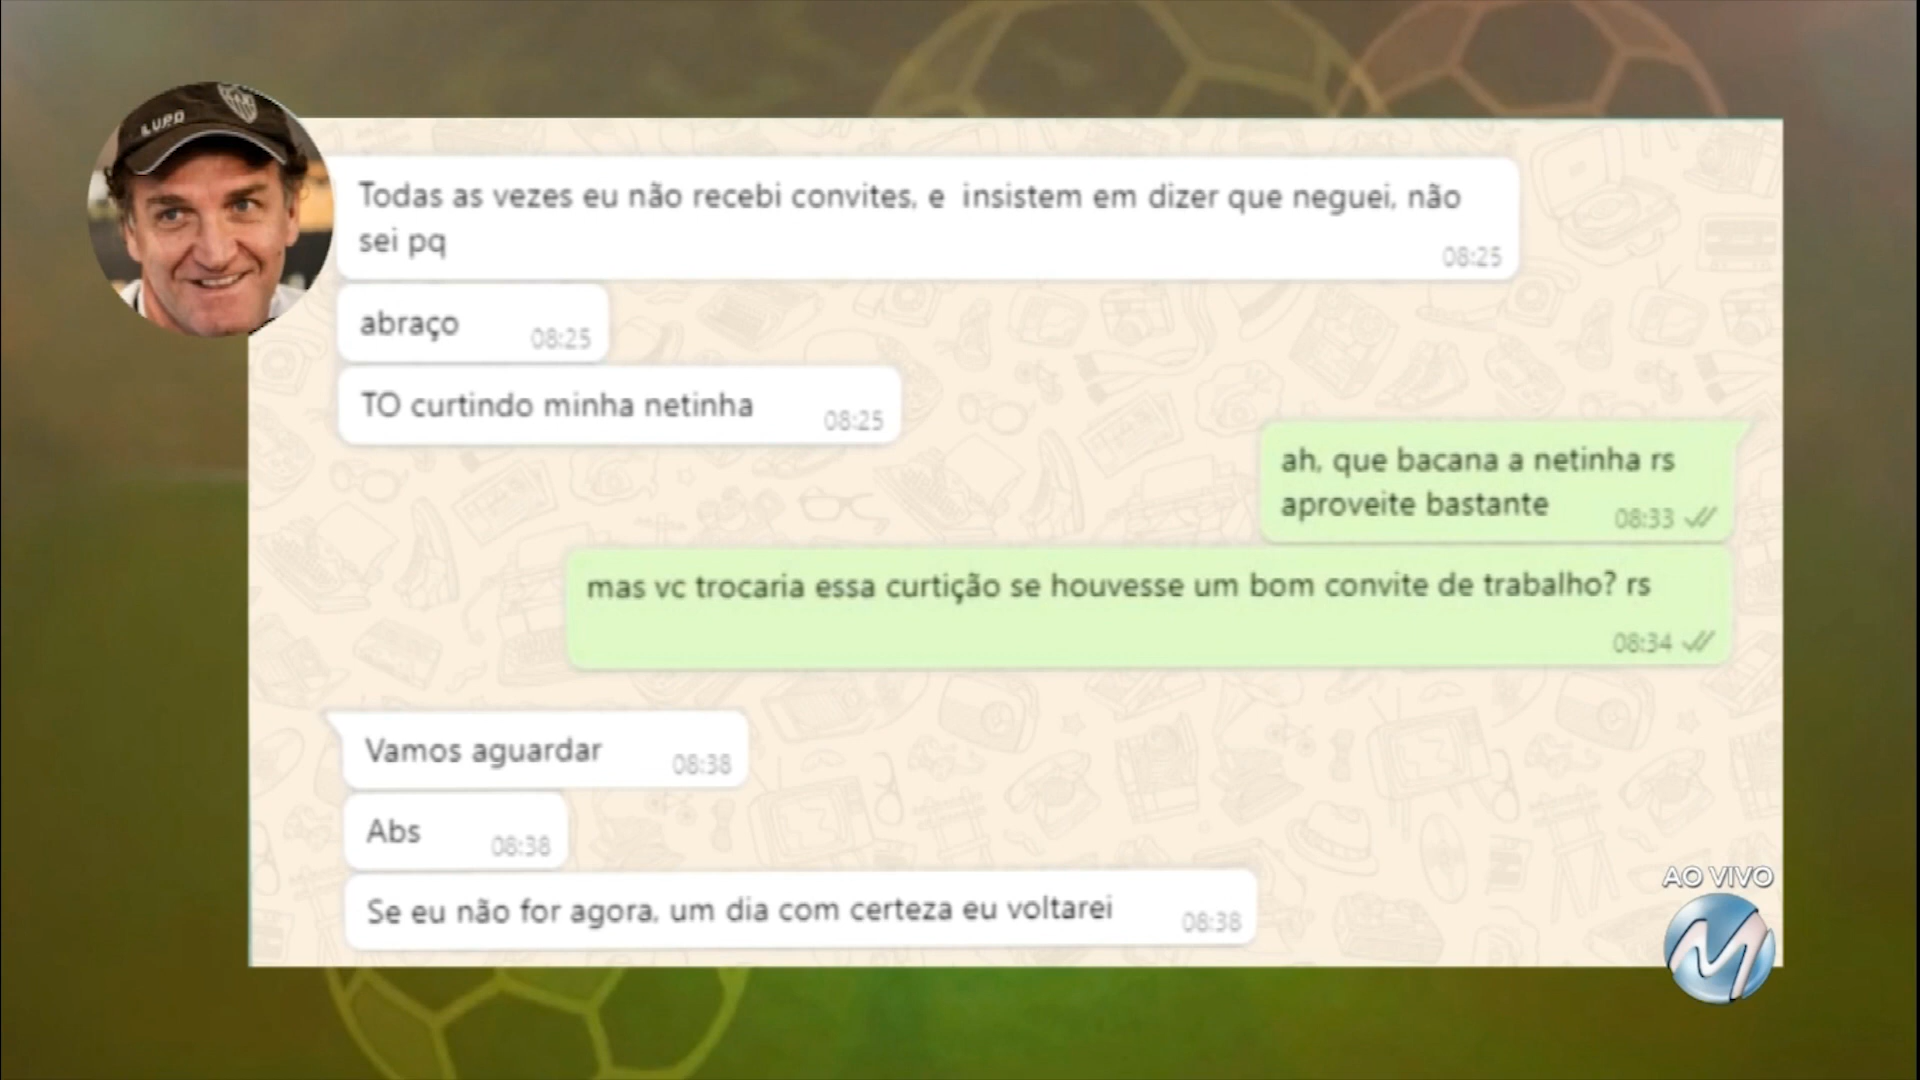 LUPO
Todas as vezes eu não recebi convites, e insistem em dizer que neguei, não
sei pq
08:25
abraço
08:25
TO curtindo minha netinha
08:25
ah, que bacana a netinha rs
aproveite bastante
08:33
mas vc trocaria essa curtição se houvesse um bom convite de trabalho? rs
08:34
Vamos aguardar
08:38
Abs
08:38
Se eu não for agora, um dia com certeza eu voltarei
08:38
AO VIVO
M